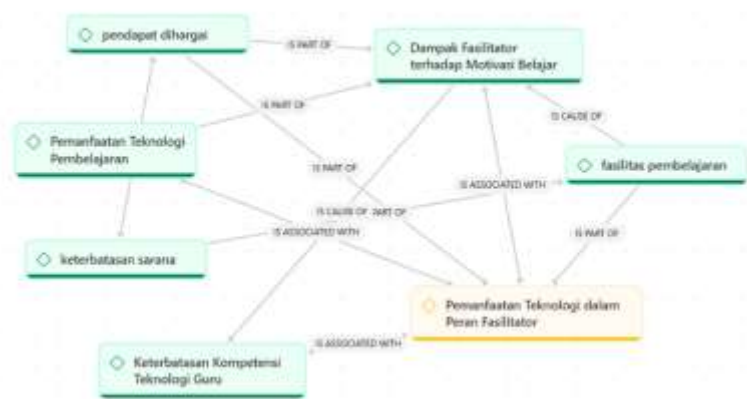 pendapat dihargai
IS PART OF
Dampak Fasilitator
terhadap Motivasi Belajar
IS PART OF
IS CAUSE OF
Pemanfaatan Teknologi
Pembelajaran
IS PART OF
fasilitas pembelajaran
IS ASSOCIATED WITH
IS CAUSE OF
PART OF
IS ASSOCIATED WITH
IS PART OF
keterbatasan sarana
Pemanfaatan Teknologi dalam
Peran Fasilitator
IS ASSOCIATED WITH
Keterbatasan Kompetensi
Teknologi Guru